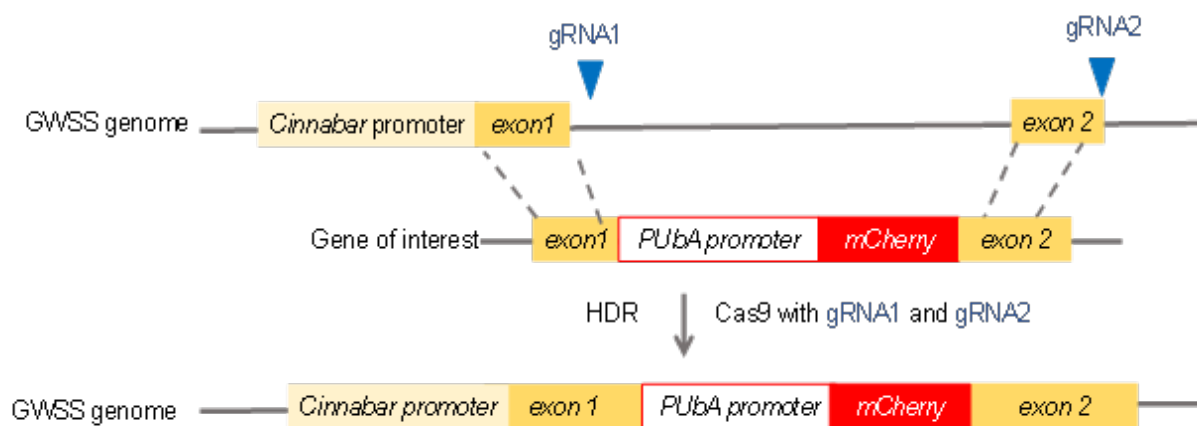 gRNA1 gRNA2
GWSS genome Cinnabar promoter exon1 exon 2
Gene of interest exon1 PUbA promoter mCherry exon 2
HDR Cas9 with gRNA1 and gRNA2
GWSS genome Cinnabar promoter exon 1 PUbA promoter mCherry exon 2